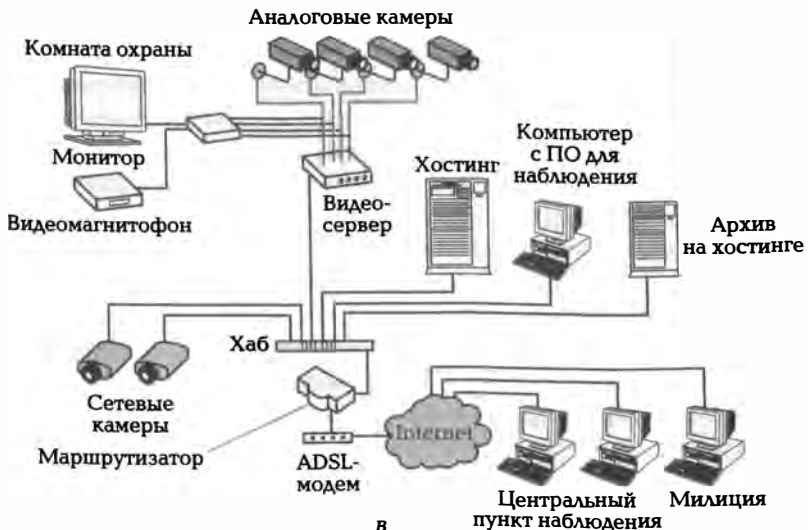 Аналоговые камеры
Комната охраны
Монитор
Видеомагнитофон
Видео-
сервер
Хостинг
Компьютер
с ПО для
наблюдения
Архив
на хостинге
Хаб
Сетевые
камеры
Маршрутизатор
ADSL-
модем
Internet
Центральный
пункт наблюдения
Милиция
в